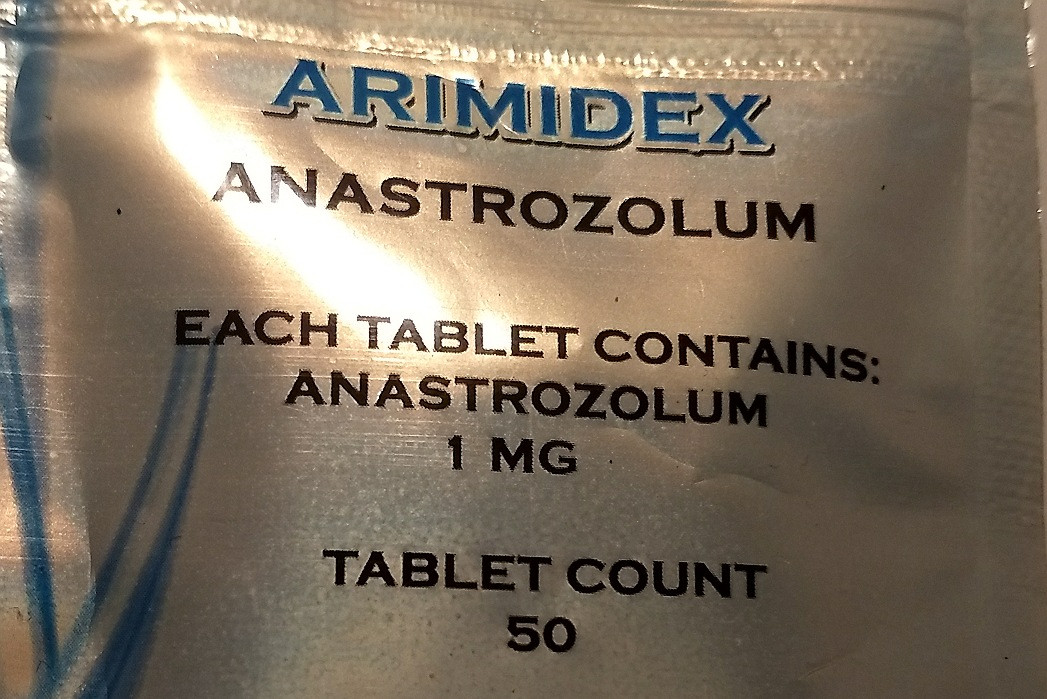 ARIMIDEX
ANASTROZOLUM
EACH TABLET CONTAINS:
ANASTROZOLUM
1 MG
TABLET COUNT
50